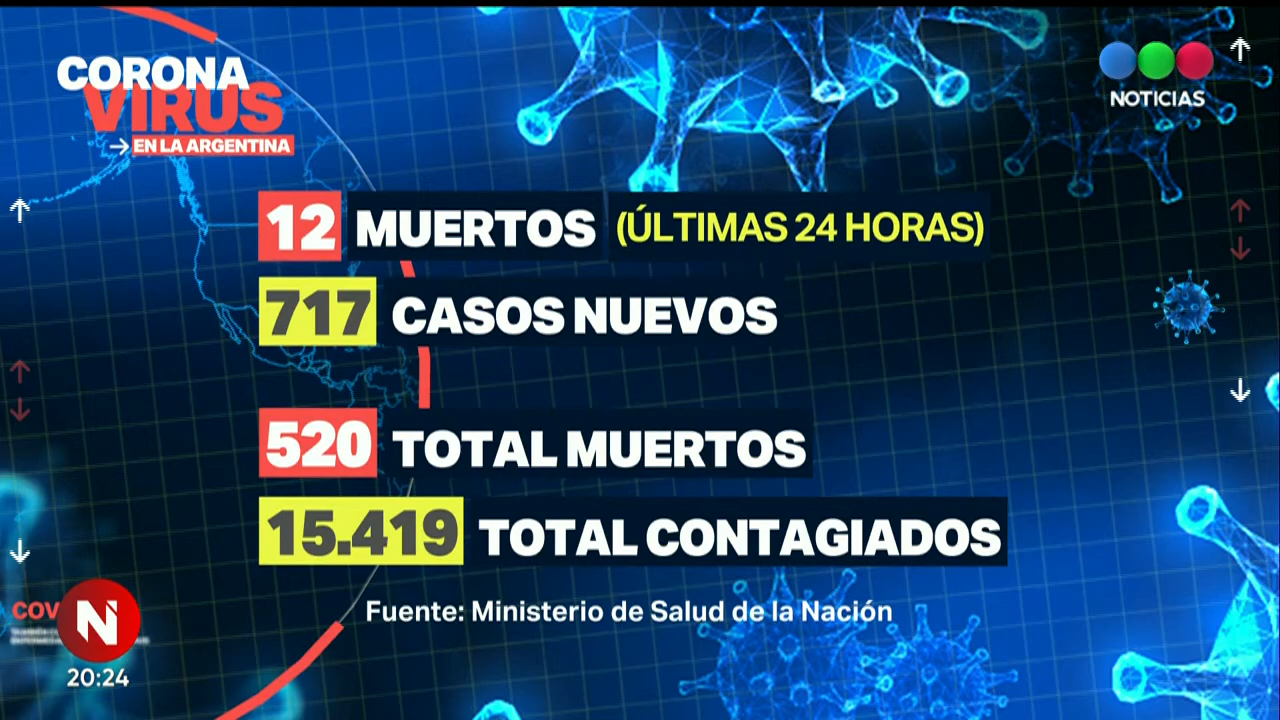 CORONA
VIRUS
EN LA ARGENTINA
NOTICIAS
12 MUERTOS (ÚLTIMAS 24 HORAS)
717 CASOS NUEVOS
520 TOTAL MUERTOS
15.419 TOTAL CONTAGIADOS
Fuente: Ministerio de Salud de la Nación
COV
N
20:24